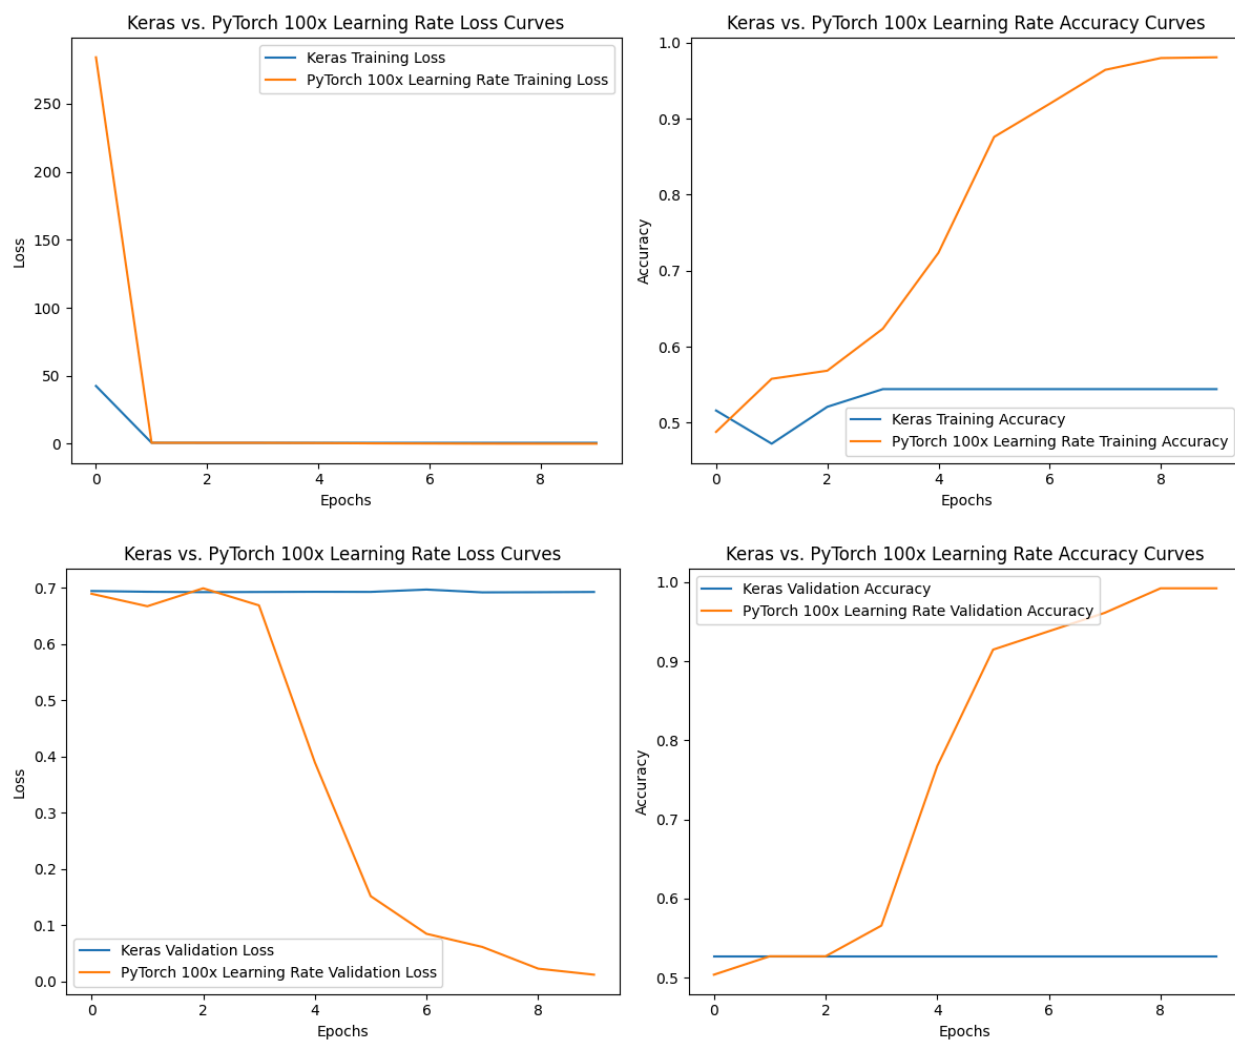 Keras vs. PyTorch 100x Learning Rate Loss Curves
Keras Training Loss
PyTorch 100x Learning Rate Training Loss
250
200
150
100
50
0
Loss
0 2 4 6 8
Epochs
Keras vs. PyTorch 100x Learning Rate Accuracy Curves
1.0
0.9
0.8
0.7
0.6
0.5
Accuracy
Keras Training Accuracy
PyTorch 100x Learning Rate Training Accuracy
0 2 4 6 8
Epochs
Keras vs. PyTorch 100x Learning Rate Loss Curves
0.7
0.6
0.5
0.4
0.3
0.2
0.1
0.0
Loss
Keras Validation Loss
PyTorch 100x Learning Rate Validation Loss
0 2 4 6 8
Epochs
Keras vs. PyTorch 100x Learning Rate Accuracy Curves
Keras Validation Accuracy
PyTorch 100x Learning Rate Validation Accuracy
1.0
0.9
0.8
0.7
0.6
0.5
Accuracy
0 2 4 6 8
Epochs